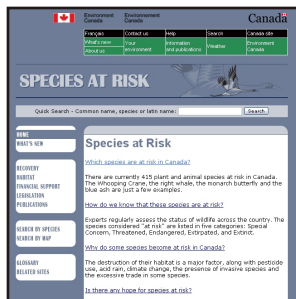 Environment Canada
Environnement Canada
Canada
Français
Contact us
Help
Search
Canada site
What's new
About us
Your environment
Information and publications
Weather
Environment Canada
SPECIES AT RISK
Quick Search - Common name, species or latin name:
Search
HOME
WHAT'S NEW
RECOVERY
HABITAT
FINANCIAL SUPPORT
LEGISLATION
PUBLICATIONS
SEARCH BY SPECIES
SEARCH BY MAP
GLOSSARY
RELATED SITES
Species at Risk
Which species are at risk in Canada?
There are currently 415 plant and animal species at risk in Canada.
The Whooping Crane, the right whale, the monarch butterfly and the
blue ash are just a few examples.
How do we know that these species are at risk?
Experts regularly assess the status of wildlife across the country. The
species considered "at risk" are listed in five categories: Special
Concern, Threatened, Endangered, Extirpated, and Extinct.
Why do some species become at risk in Canada?
The destruction of their habitat is a major factor, along with pesticide
use, acid rain, climate change, the presence of invasive species and
the excessive trade in some species.
Is there any hope for species at risk?